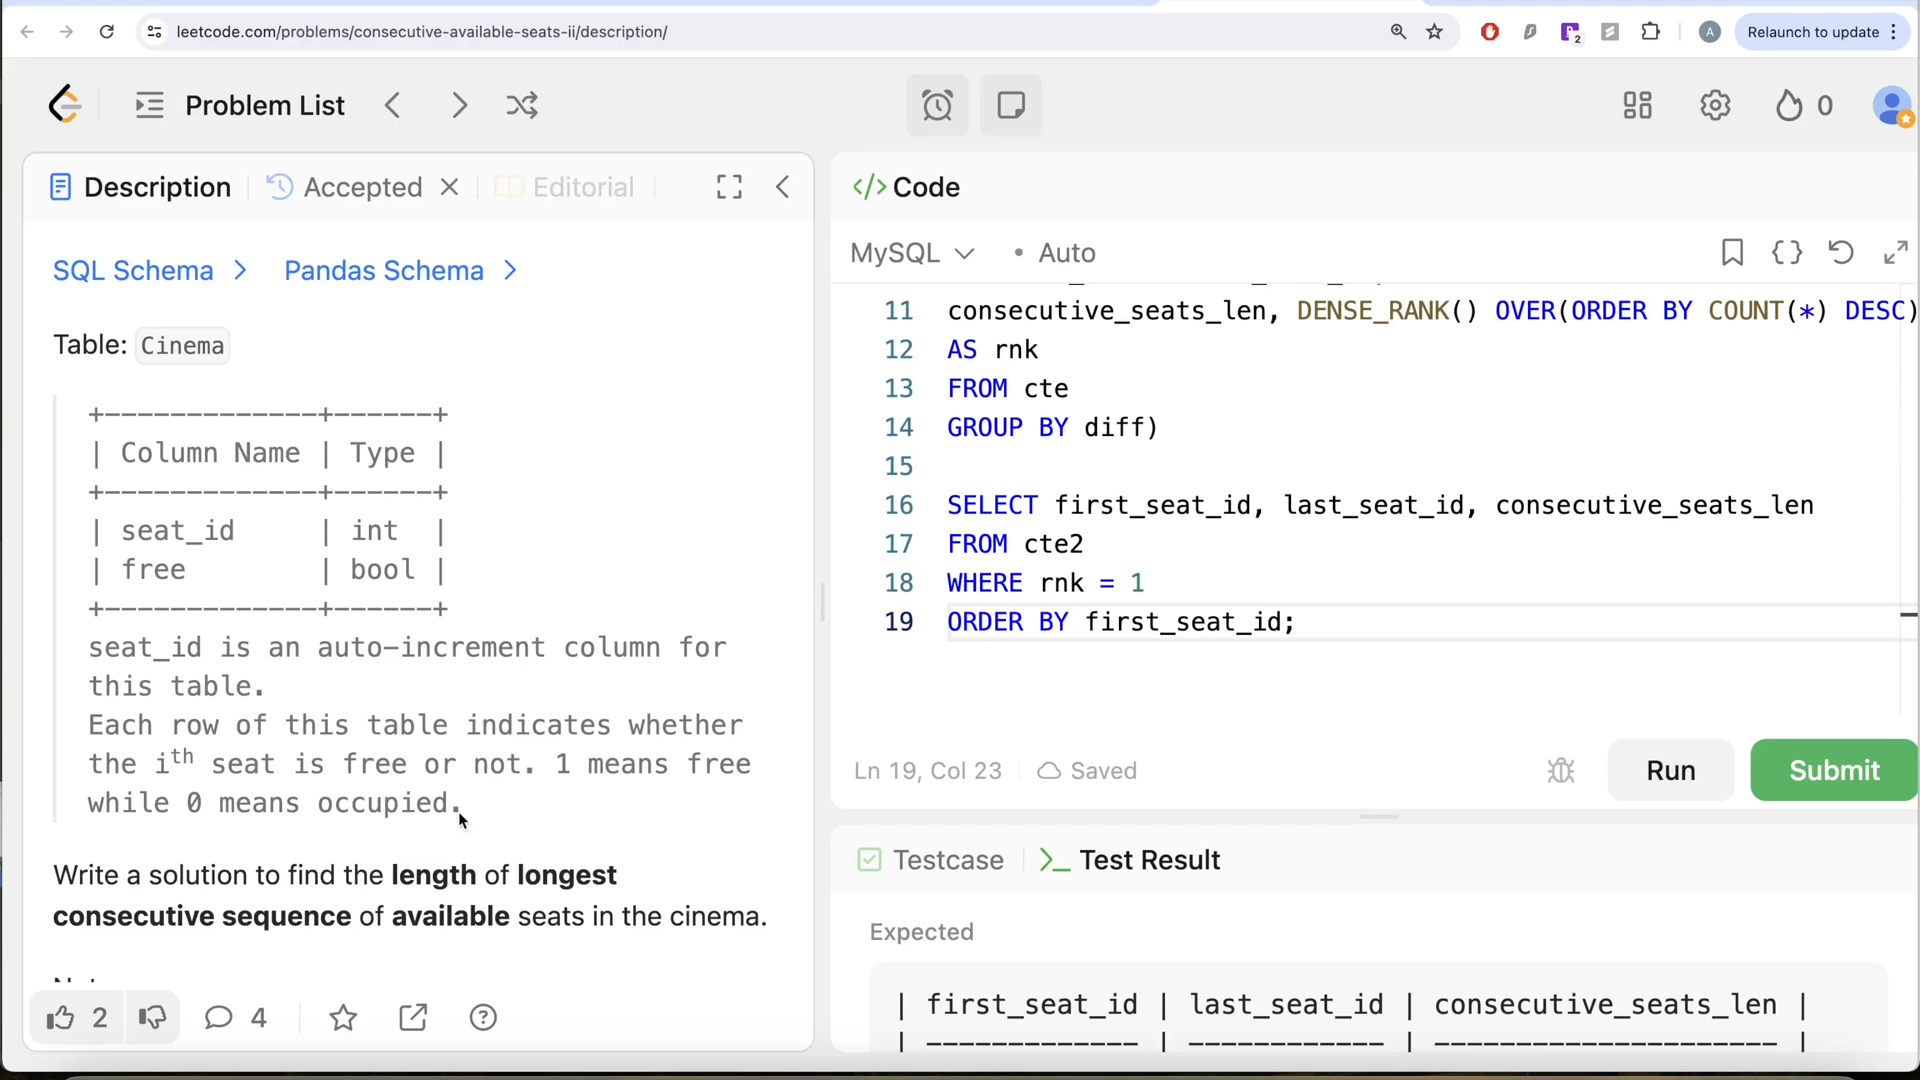 leetcode.com/problems/consecutive-available-seats-ii/description/
2
A
Relaunch to update
Problem List
0
Description
Accepted
Editorial
SQL Schema
Pandas Schema
Table: Cinema
+-------------+------+
| Column Name | Type |
+-------------+------+
| seat_id     | int  |
| free        | bool |
+-------------+------+
seat_id is an auto-increment column for
this table.
Each row of this table indicates whether
the ith seat is free or not. 1 means free
while 0 means occupied.
Write a solution to find the length of longest
consecutive sequence of available seats in the cinema.
2
4
</> Code
MySQL
• Auto
11 consecutive_seats_len, DENSE_RANK() OVER(ORDER BY COUNT(*) DESC)
12 AS rnk
13 FROM cte
14 GROUP BY diff)
15
16 SELECT first_seat_id, last_seat_id, consecutive_seats_len
17 FROM cte2
18 WHERE rnk = 1
19 ORDER BY first_seat_id;
Ln 19, Col 23
Saved
Run
Submit
Testcase
Test Result
Expected
| first_seat_id | last_seat_id | consecutive_seats_len |
| ------------- | ------------ | --------------------- |